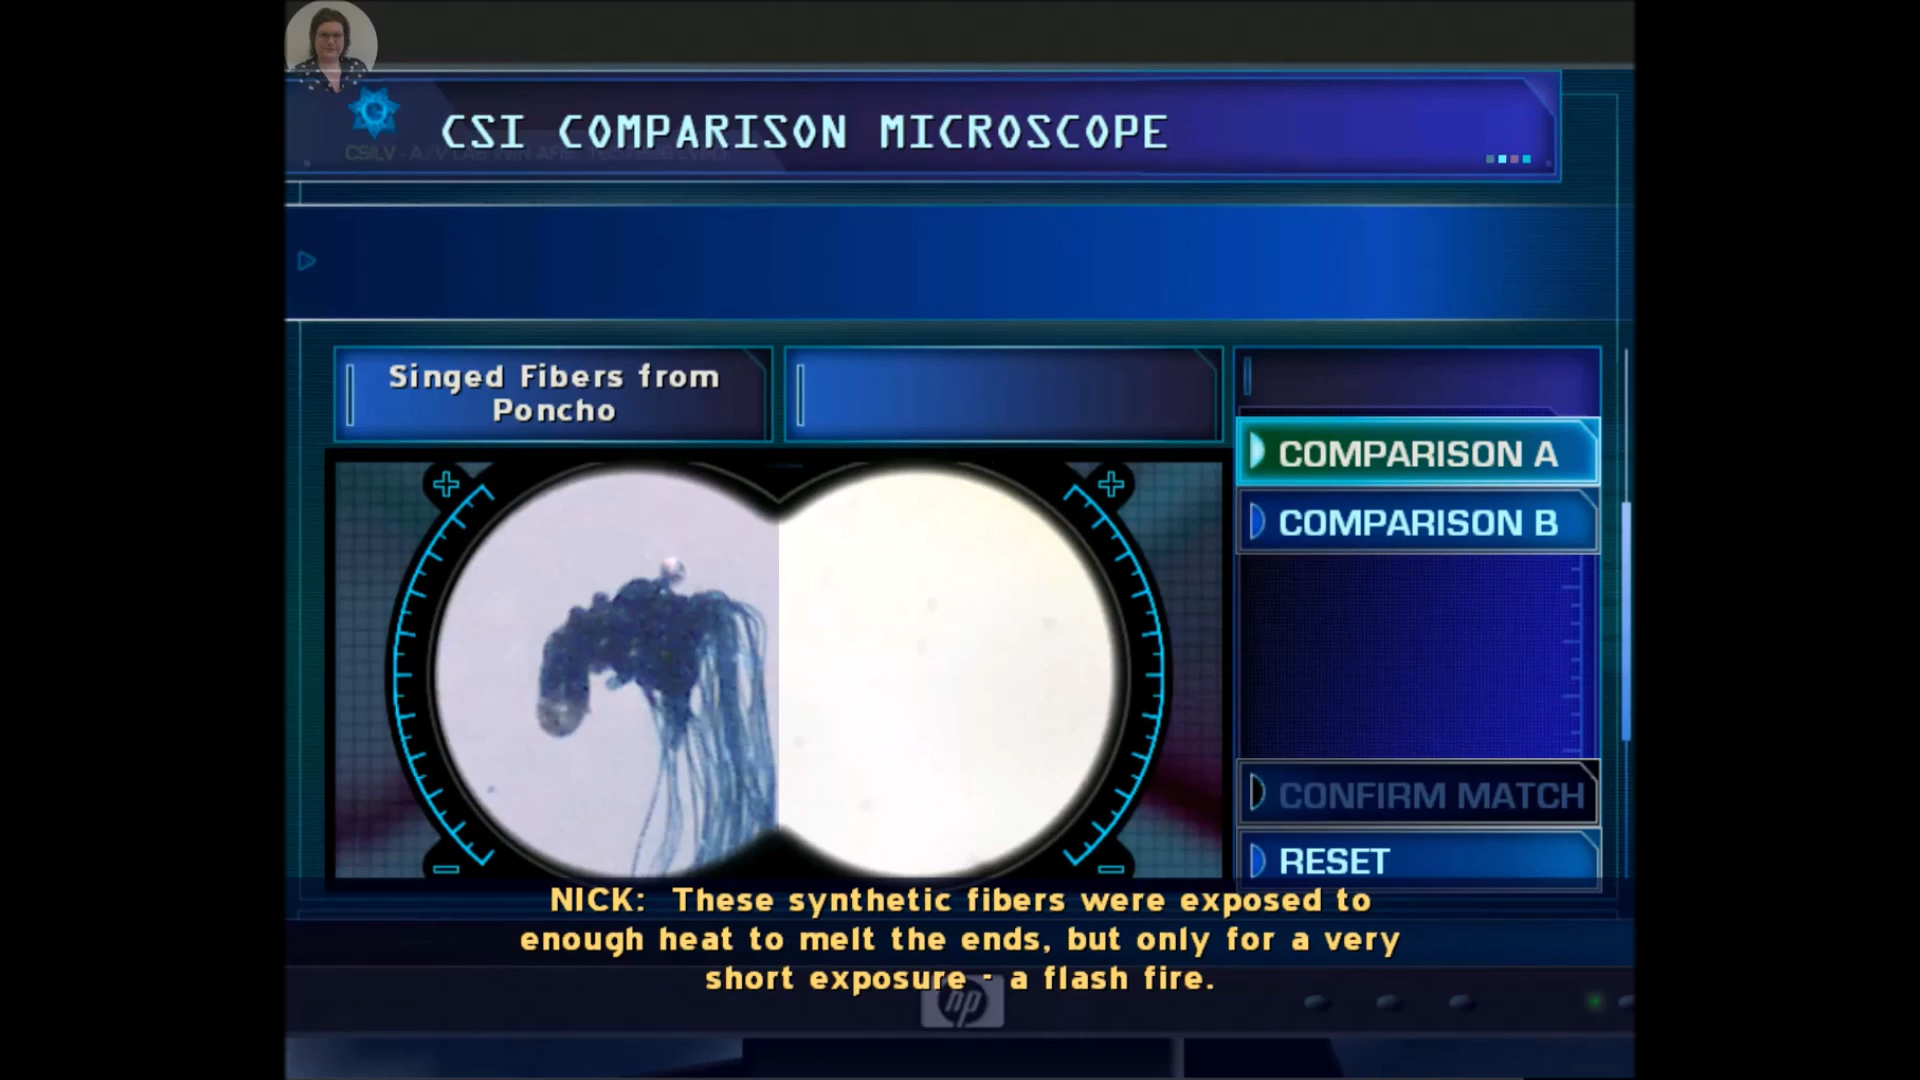 CSI COMPARISON MICROSCOPE
Singed Fibers from
Poncho
COMPARISON A
COMPARISON B
CONFIRM MATCH
RESET
NICK: These synthetic fibers were exposed to
enough heat to melt the ends, but only for a very
short exposure - a flash fire.
hp